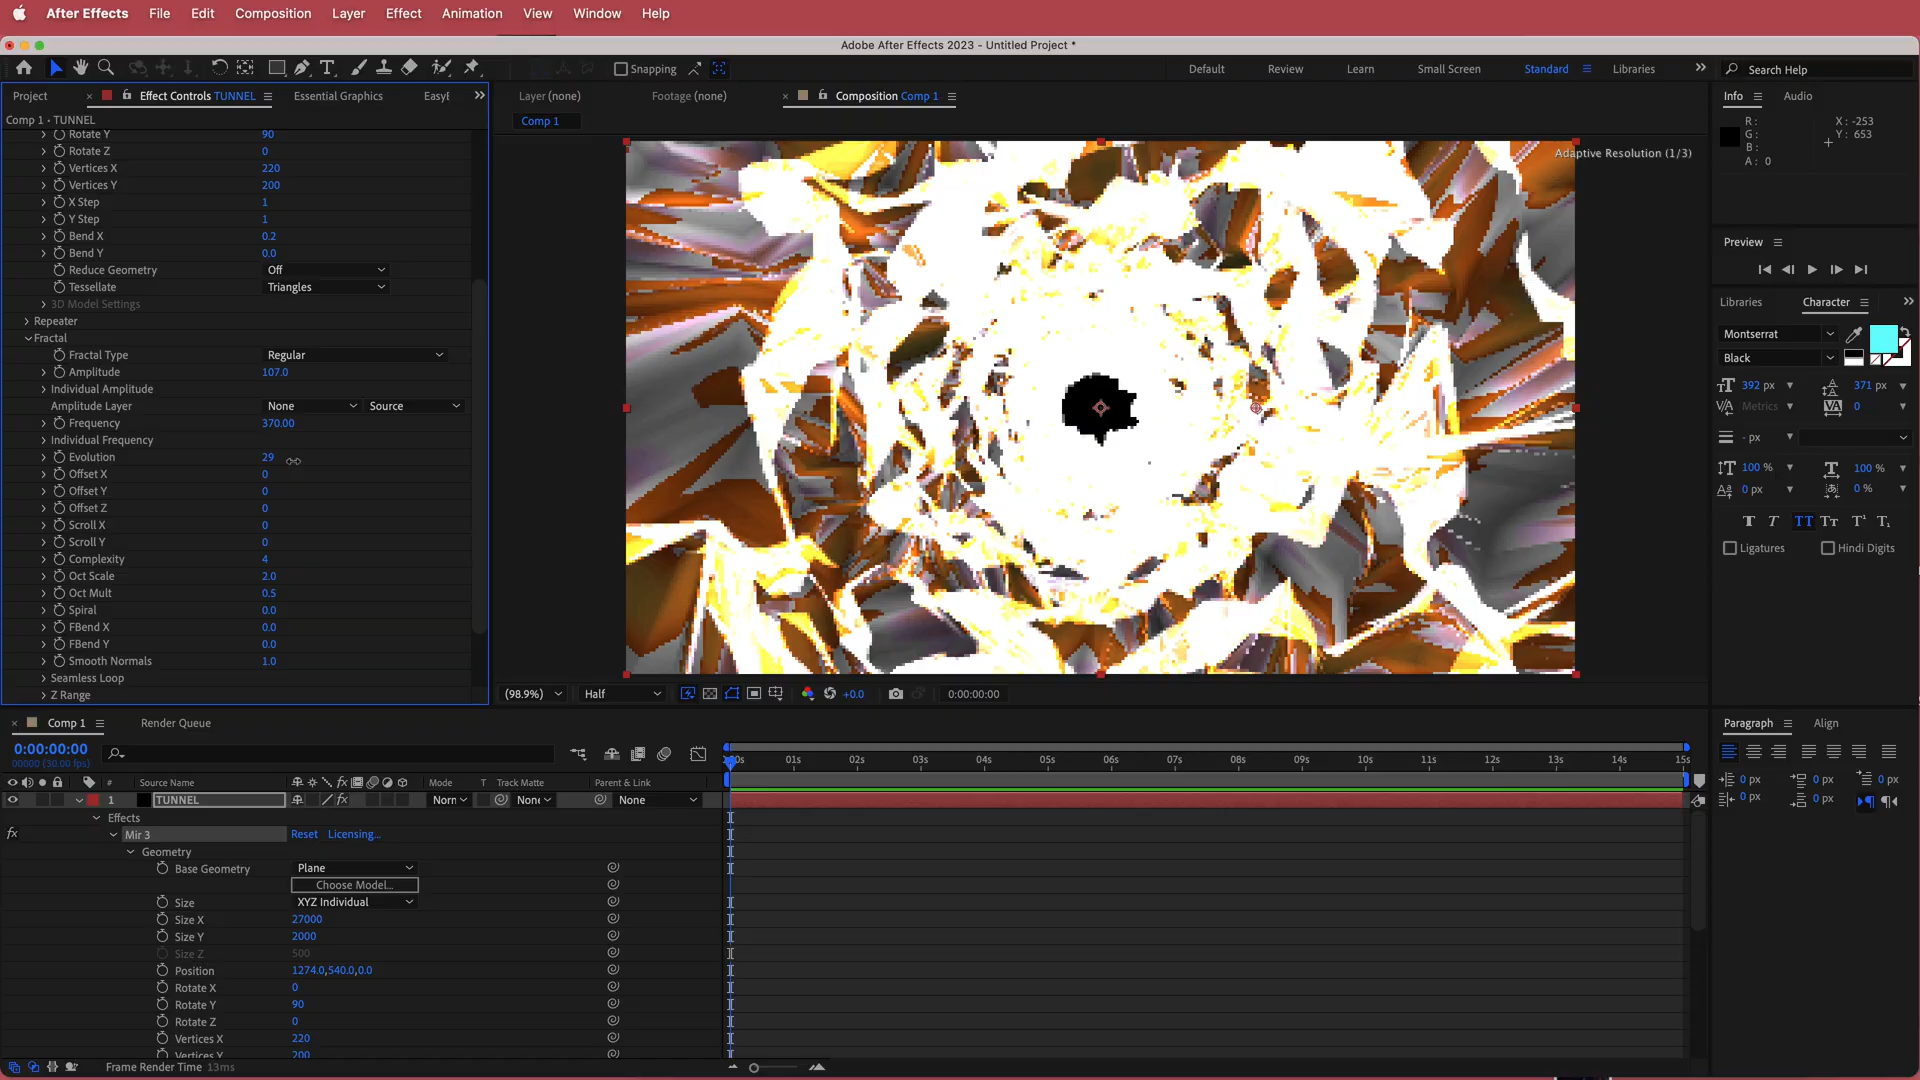 After Effects File Edit Composition Layer Effect Animation View Window Help
Adobe After Effects 2023 - Untitled Project *
Snapping Default Review Learn Small Screen Standard Libraries Search Help
Project Effect Controls TUNNEL Essential Graphics EasyE Layer (none) Footage (none) Composition Comp 1 Info Audio
Comp 1 • TUNNEL
Comp 1
Rotate Y 90
Rotate Z 0
Vertices X 220
Vertices Y 200
X Step 1
Y Step 1
Bend X 0.2
Bend Y 0.0
Reduce Geometry Off
Tessellate Triangles
3D Model Settings
Repeater
Fractal
Fractal Type Regular
Amplitude 107.0
Individual Amplitude
Amplitude Layer None Source
Frequency 370.00
Individual Frequency
Evolution 29
Offset X 0
Offset Y 0
Offset Z 0
Scroll X 0
Scroll Y 0
Complexity 4
Oct Scale 2.0
Oct Mult 0.5
Spiral 0.0
FBend X 0.0
FBend Y 0.0
Smooth Normals 1.0
Seamless Loop
Z Range
Adaptive Resolution (1/3)
(98.9%) Half +0.0 0:00:00:00
R: X: -253
G: Y: 653
B:
A: 0
Preview
Libraries Character
Montserrat
Black
392 px 371 px
Metrics 0
- px
100 % 100 %
0 px 0 %
T T TT Tт T¹ T₁
Ligatures Hindi Digits
Comp 1 Render Queue
0:00:00:00
00000 (30.00 fps)
# Source Name Mode T Track Matte Parent & Link
1 TUNNEL Norn None None
Effects
fx Mir 3 Reset Licensing...
Geometry
Base Geometry Plane
Choose Model...
Size XYZ Individual
Size X 27000
Size Y 2000
Size Z 500
Position 1274.0,540.0,0.0
Rotate X 0
Rotate Y 90
Rotate Z 0
Vertices X 220
Vertices Y 200
Frame Render Time 13ms
01s 02s 03s 04s 05s 06s 07s 08s 09s 10s 11s 12s 13s 14s 15s
Paragraph Align
0 px 0 px 0 px
0 px 0 px